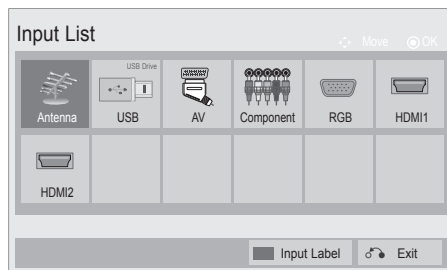 Input List
Move OK
USB Drive
Antenna USB AV Component RGB HDMI1
HDMI2
Input Label Exit